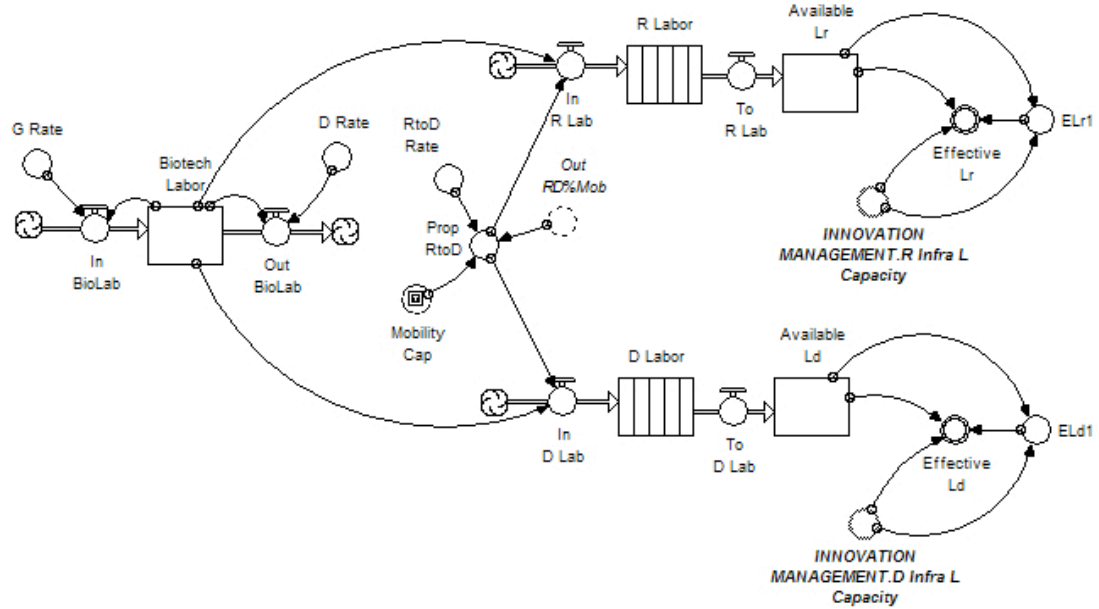 Available
Lr
R Labor
In
R Lab
To
R Lab
ELr1
Effective
Lr
INNOVATION
MANAGEMENT.R Infra L
Capacity
G Rate
D Rate
Biotech
Labor
In
BioLab
Out
BioLab
RtoD
Rate
Out
RD%Mob
Prop
RtoD
Mobility
Cap
Available
Ld
D Labor
In
D Lab
To
D Lab
ELd1
Effective
Ld
INNOVATION
MANAGEMENT.D Infra L
Capacity